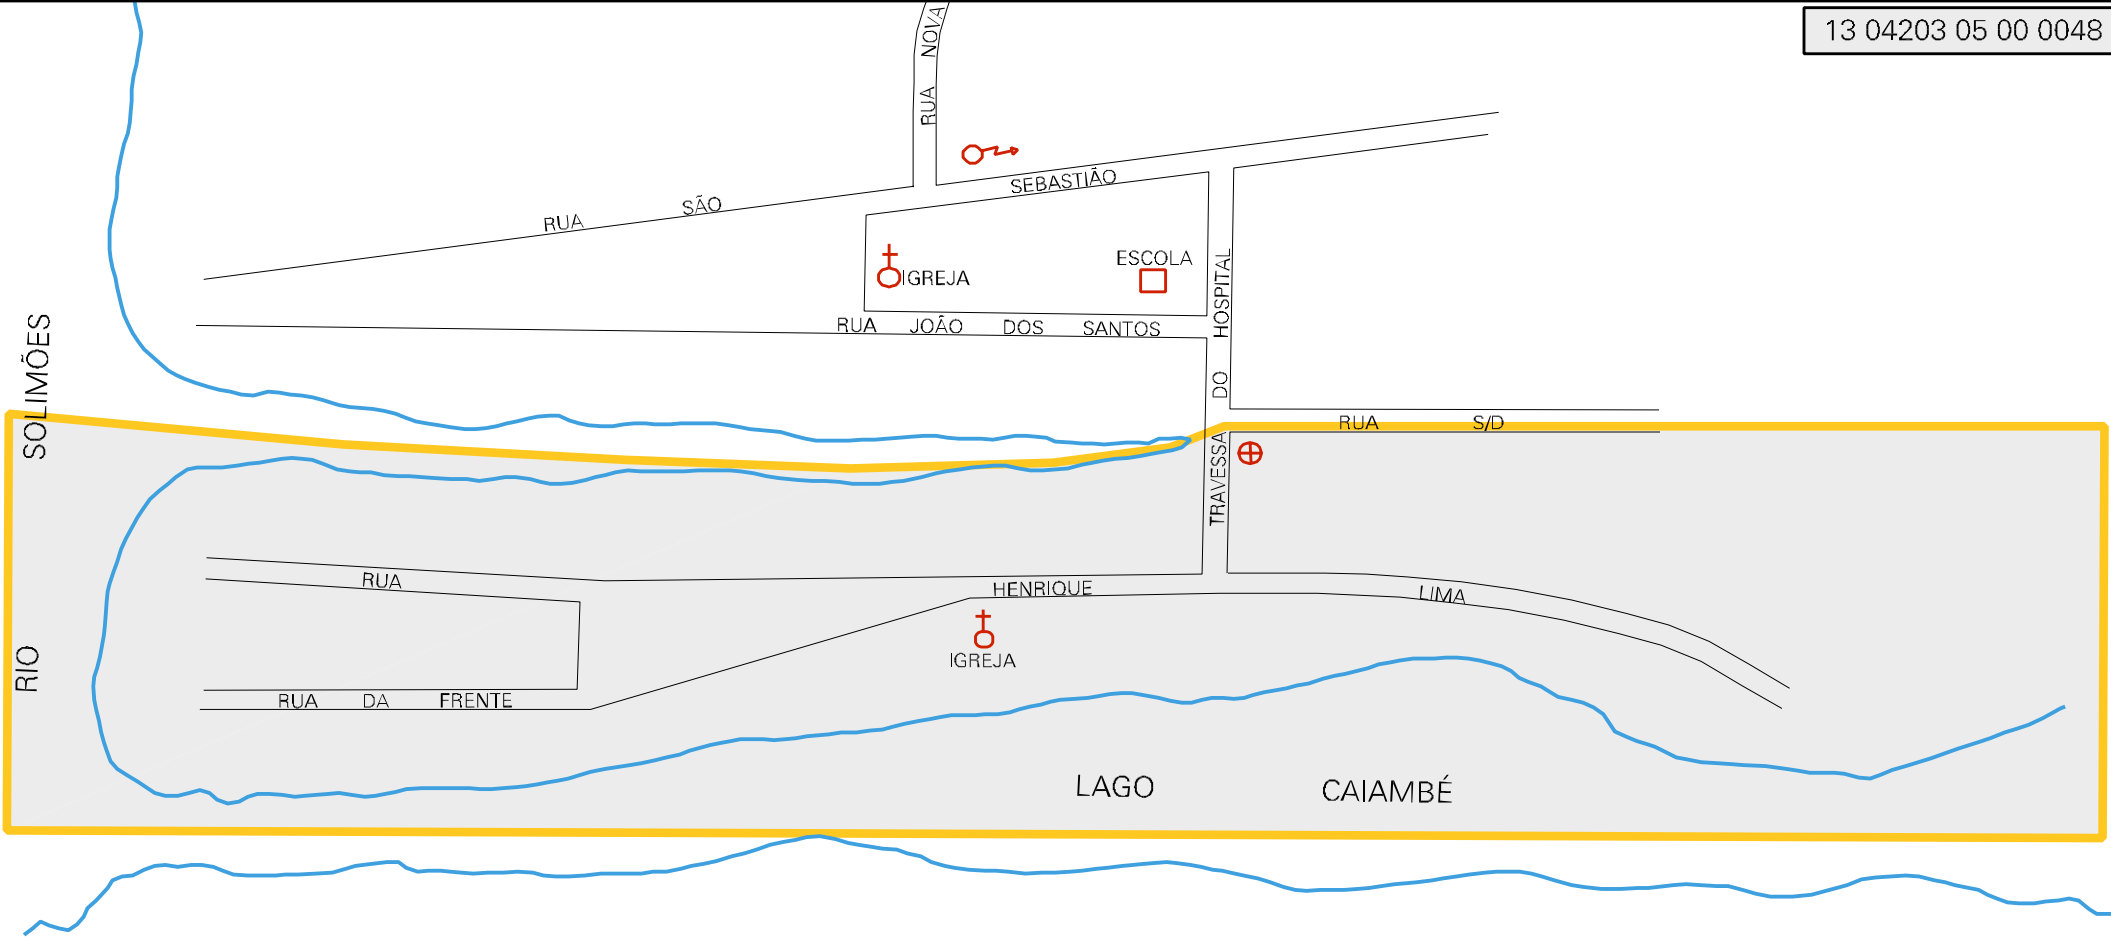 13 04203 05 00 0048
RUA NOVA
RUA SÃO SEBASTIÃO
IGREJA
ESCOLA
RUA JOÃO DOS SANTOS
TRAVESSA DO HOSPITAL
RUA S/D
RIO SOLIMÕES
RUA HENRIQUE LIMA
IGREJA
RUA DA FRENTE
LAGO CAIAMBÉ